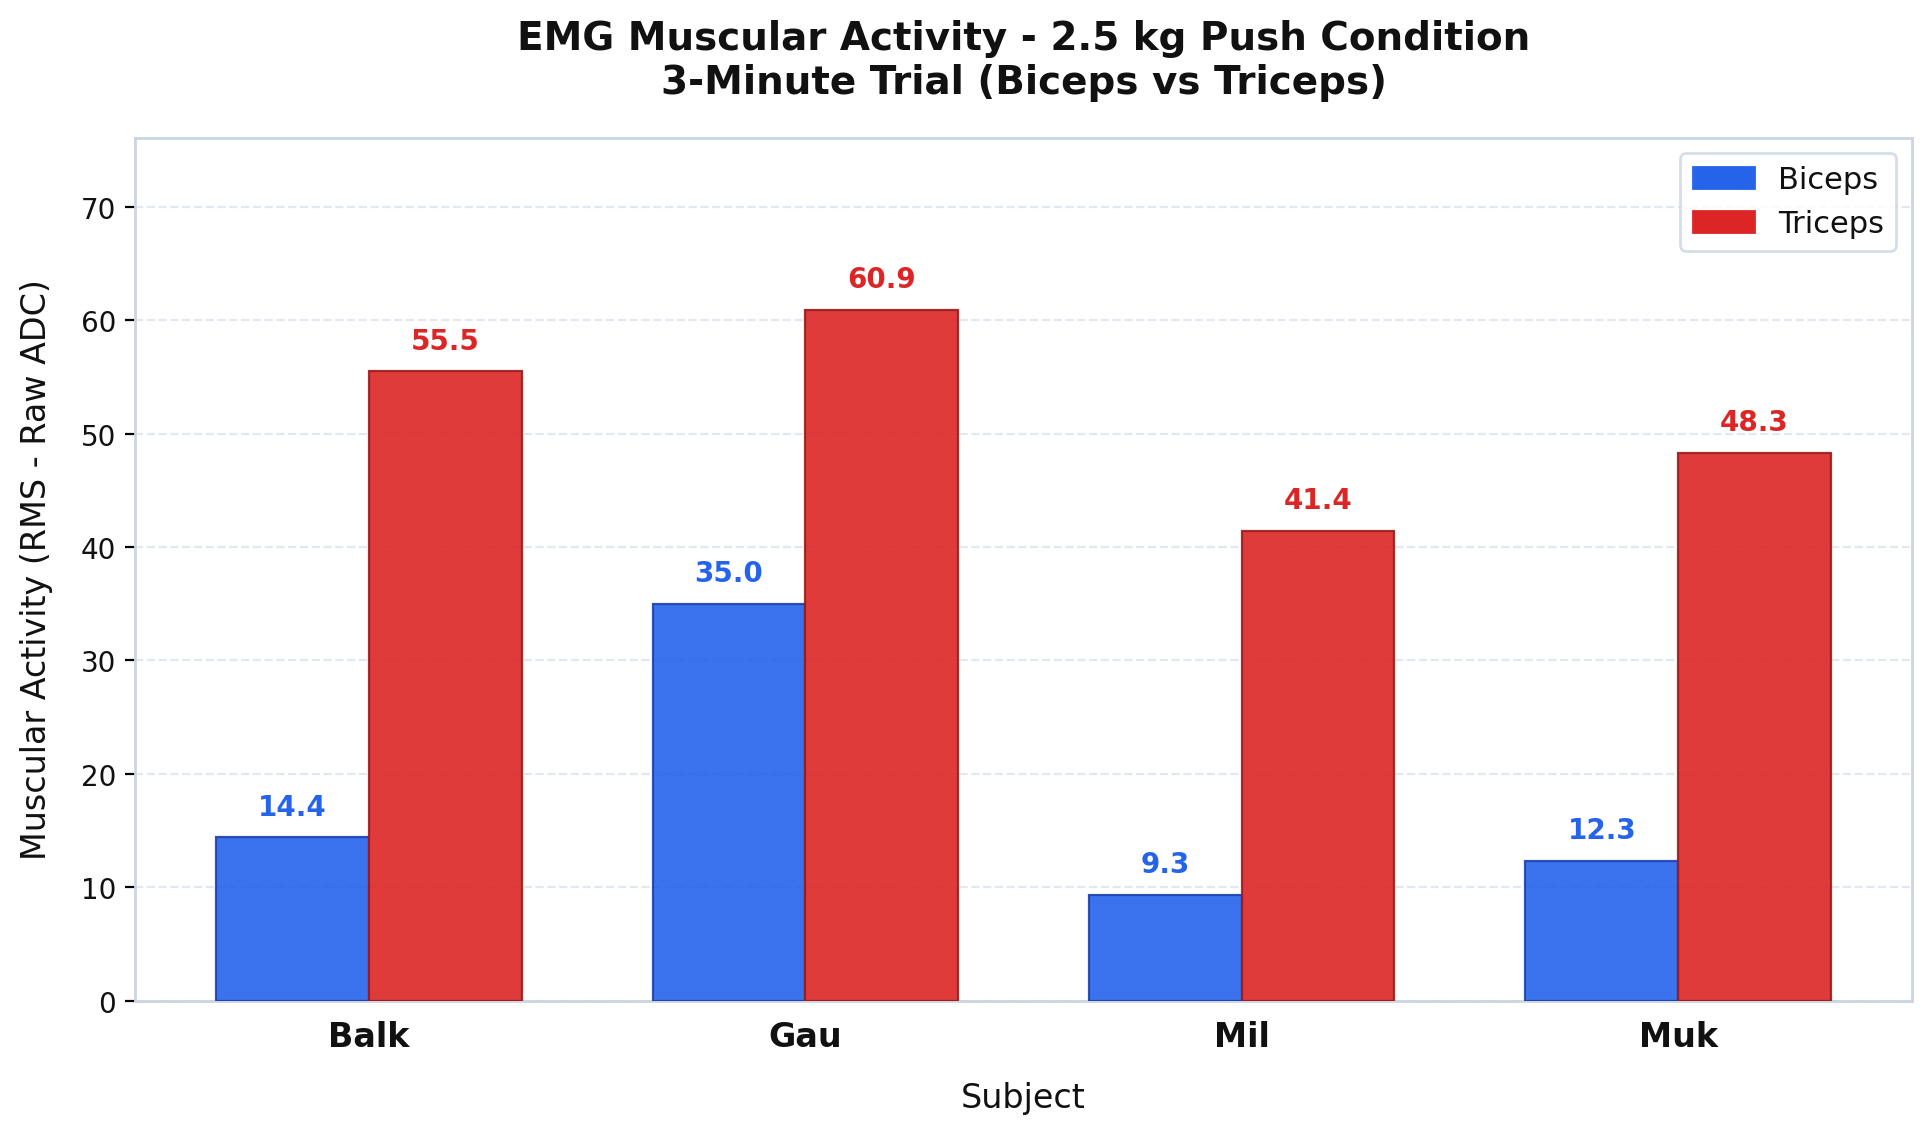 EMG Muscular Activity - 2.5 kg Push Condition
3-Minute Trial (Biceps vs Triceps)
Biceps
Triceps
Muscular Activity (RMS - Raw ADC)
70
60
50
40
30
20
10
0
14.4
55.5
35.0
60.9
9.3
41.4
12.3
48.3
Balk
Gau
Mil
Muk
Subject